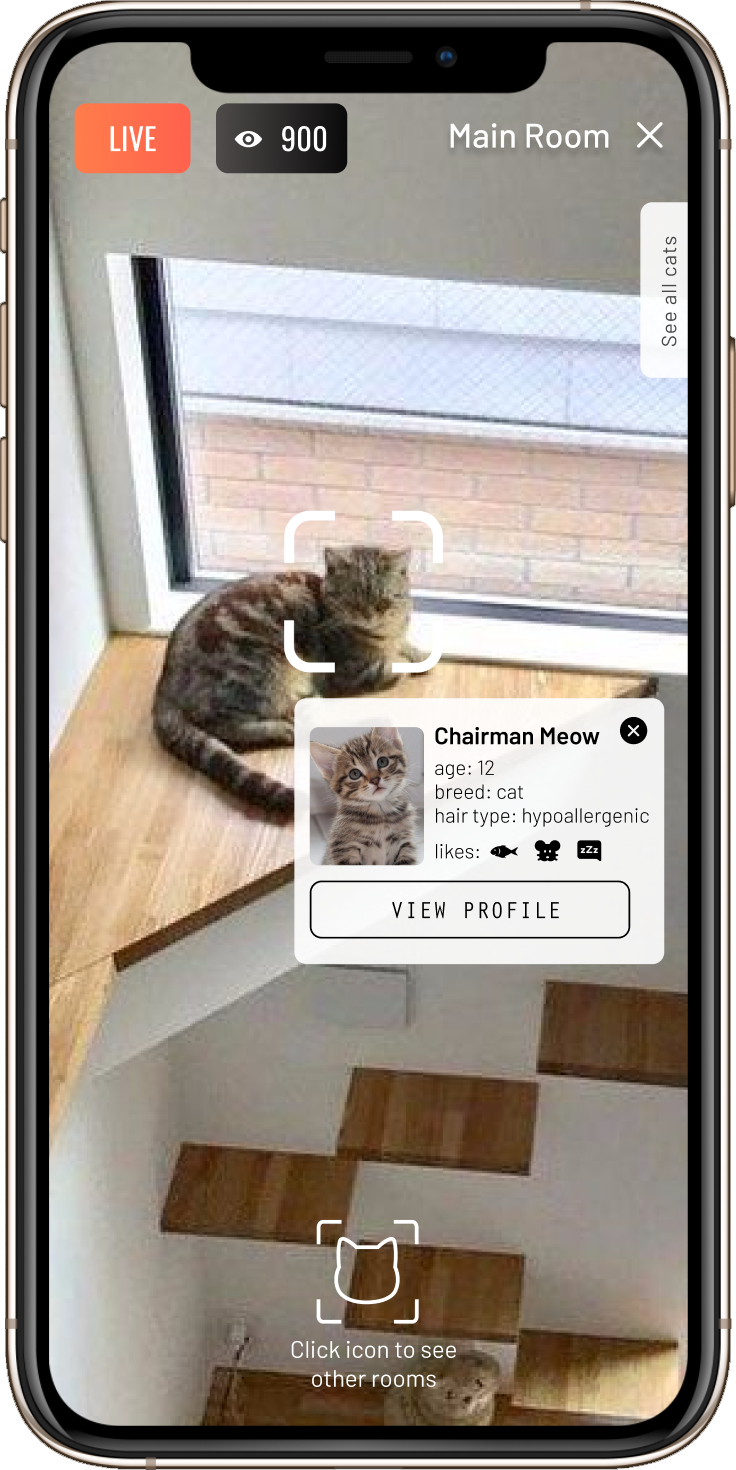 LIVE
900
Main Room
See all cats
Chairman Meow
age: 12
breed: cat
hair type: hypoallergenic
likes:
zZz
VIEW PROFILE
Click icon to see
other rooms